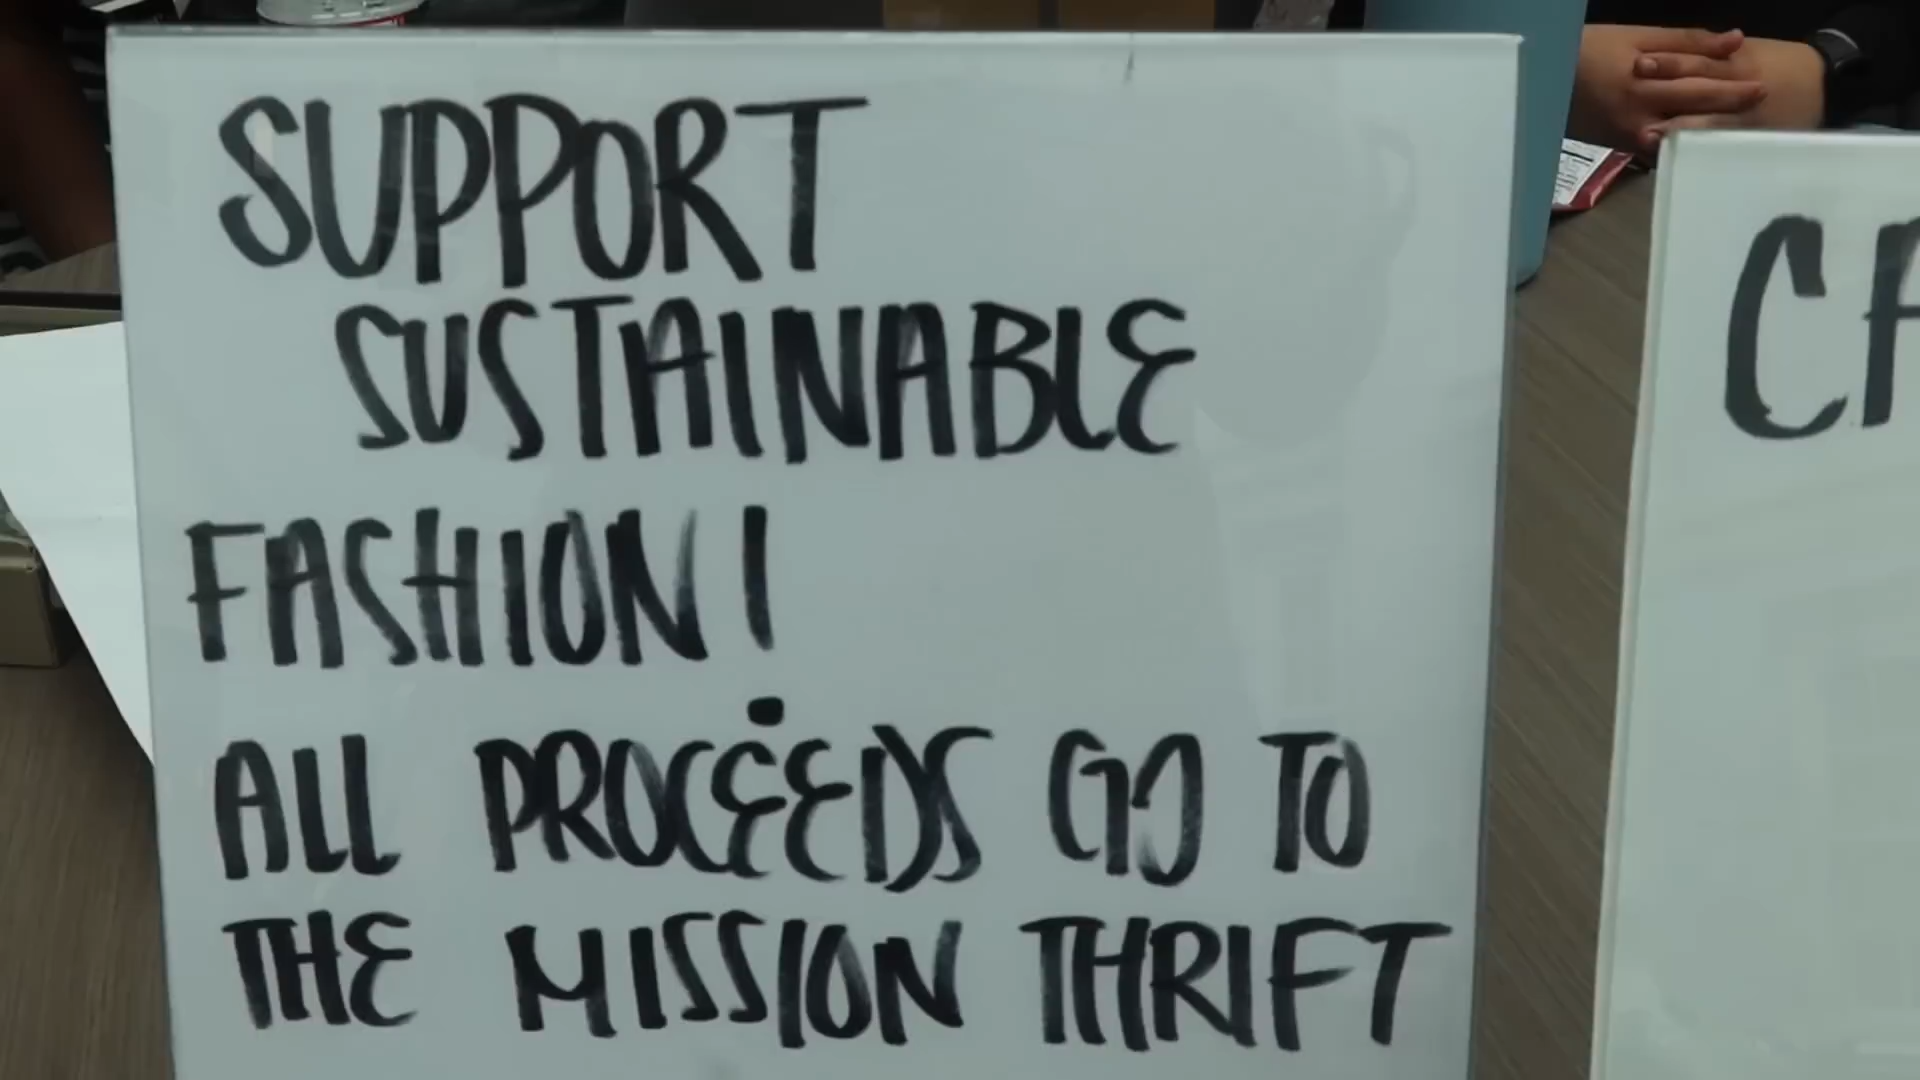 SUPPORT
SUSTAINABLE
FASHION!
ALL PROCEEDS GO TO
THE MISSION THRIFT